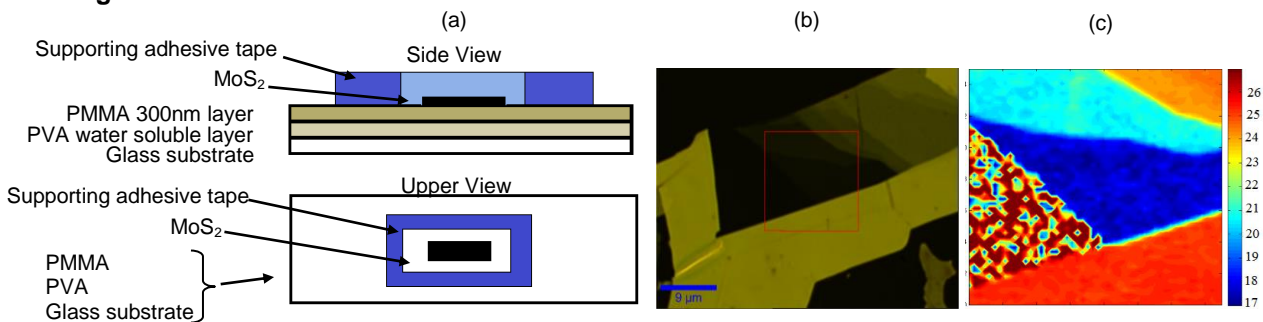 (a)
(b)
(c)
Supporting adhesive tape
Side View
MoS2
PMMA 300nm layer
PVA water soluble layer
Glass substrate
Upper View
Supporting adhesive tape
MoS2
PMMA
PVA
Glass substrate
9 µm
26
25
24
23
22
21
20
19
18
17